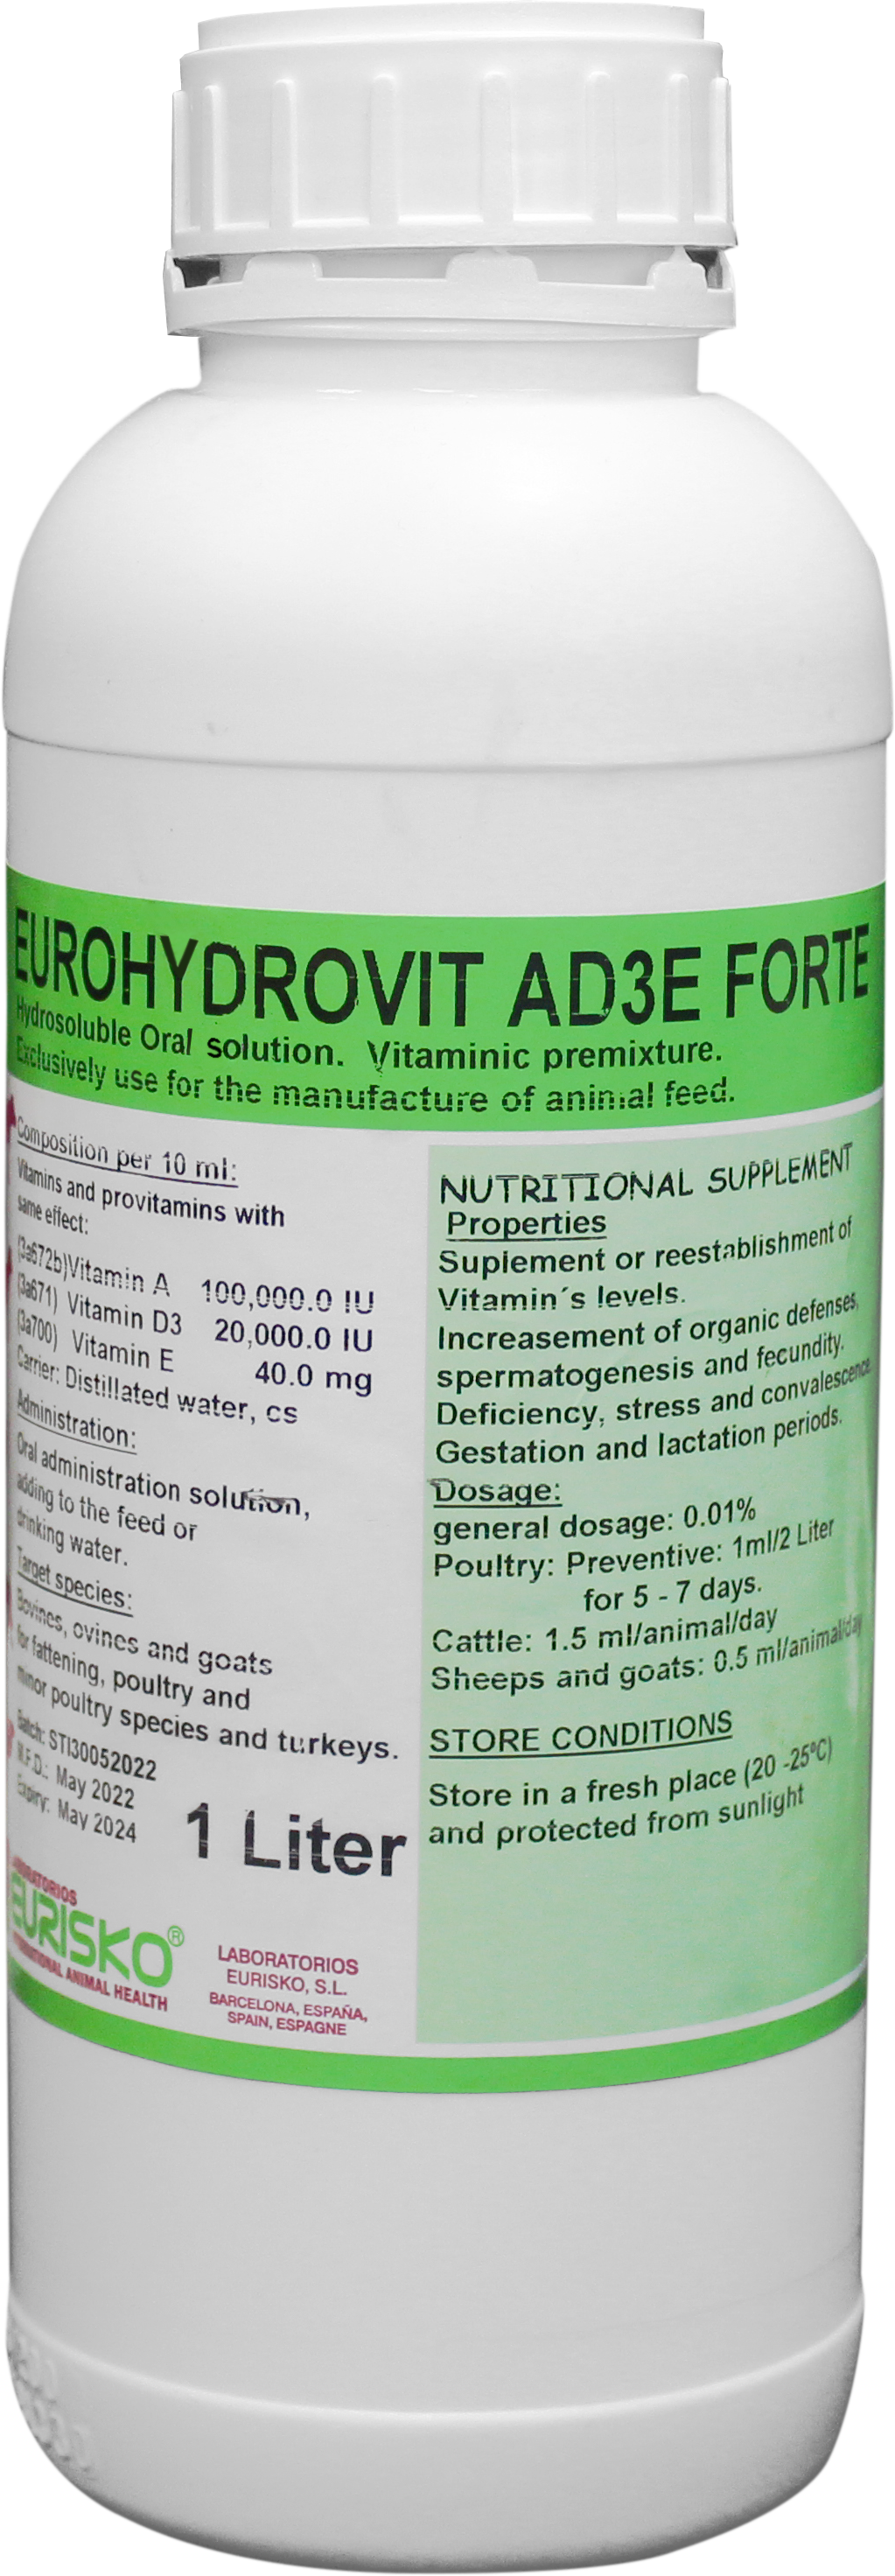 EUROHYDROVIT AD3E FORTE
Hydrosoluble Oral solution. Vitaminic premixture.
Exclusively use for the manufacture of animal feed.
Composition per 10 ml:
Vitamins and provitamins with
same effect:
(3a672b)Vitamin A 100,000.0 IU
(3a671) Vitamin D3 20,000.0 IU
(3a700) Vitamin E 40.0 mg
Carrier: Distillated water, cs
Administration:
Oral administration solution,
adding to the feed or
drinking water.
Target species:
Bovines, ovines and goats
for fattening, poultry and
minor poultry species and turkeys.
Batch: STI30052022
M.F.D.: May 2022
Expiry: May 2024
1 Liter
LABORATORIOS
EURISKO®
INTERNATIONAL ANIMAL HEALTH
LABORATORIOS
EURISKO, S.L.
BARCELONA, ESPAÑA,
SPAIN, ESPAGNE
NUTRITIONAL SUPPLEMENT
Properties
Suplement or reestablishment of
Vitamin´s levels.
Increasement of organic defenses,
spermatogenesis and fecundity.
Deficiency, stress and convalescence
Gestation and lactation periods.
Dosage:
general dosage: 0.01%
Poultry: Preventive: 1ml/2 Liter
for 5 - 7 days.
Cattle: 1.5 ml/animal/day
Sheeps and goats: 0.5 ml/animal/day
STORE CONDITIONS
Store in a fresh place (20 -25ºC)
and protected from sunlight